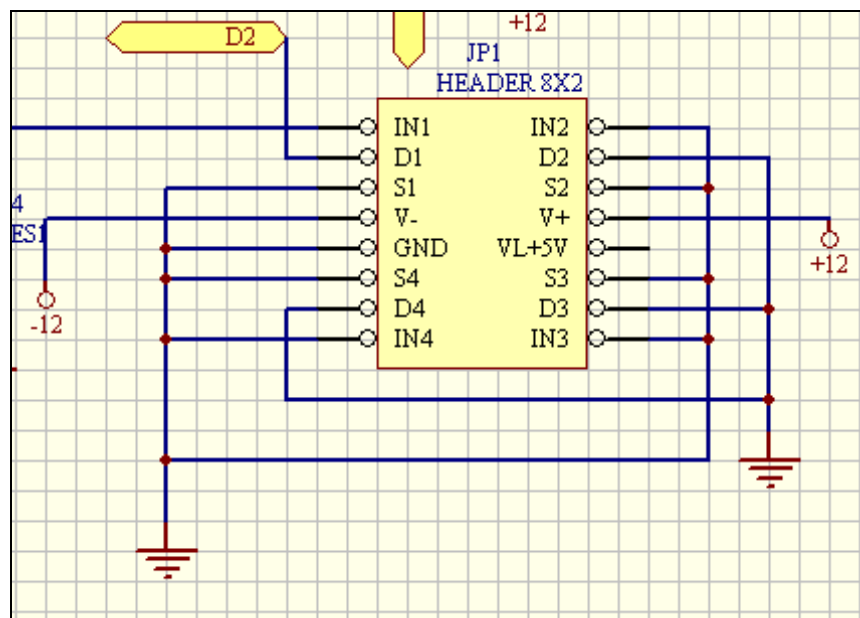 D2
+12
JP1
HEADER 8X2
IN1 IN2
D1 D2
S1 S2
V- V+
GND VL+5V
S4 S3
D4 D3
IN4 IN3
4
ES1
-12
+12